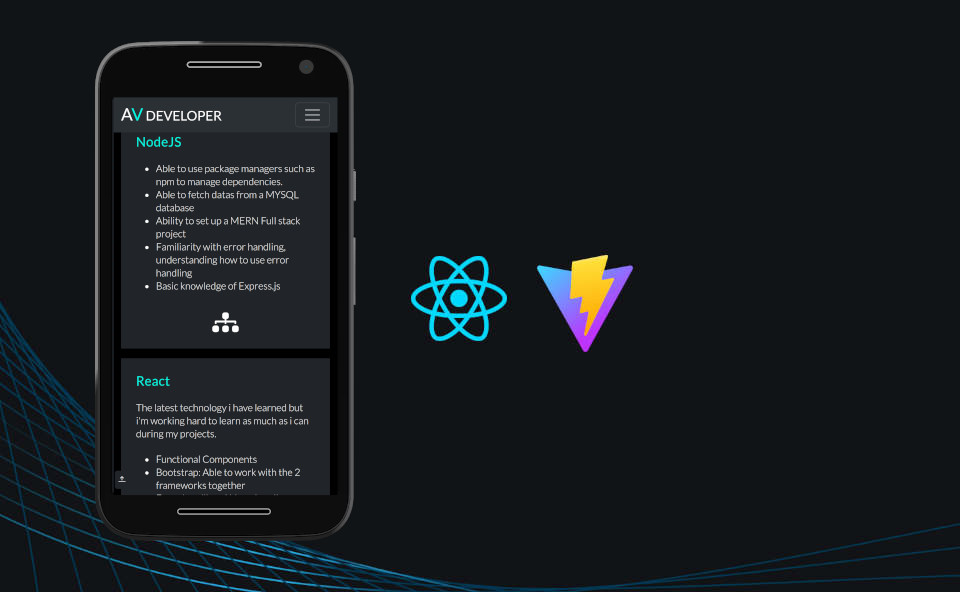 AV DEVELOPER
NodeJS
Able to use package managers such as
npm to manage dependencies.
Able to fetch datas from a MYSQL
database
Ability to set up a MERN Full stack
project
Familiarity with error handling,
understanding how to use error
handling
Basic knowledge of Express.js
React
The latest technology i have learned but
i'm working hard to learn as much as i can
during my projects.
Functional Components
Bootstrap: Able to work with the 2
frameworks together